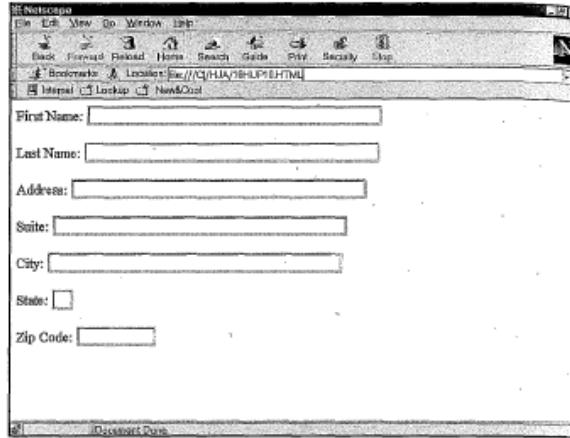 Netscape
File Edit View Go Window Help
Back Forward Reload Home Search Guide Print Security Stop
Bookmarks Location:
Internet Lookup New&Cool
First Name:
Last Name:
Address:
Suite:
City:
State:
Zip Code:
Document Done